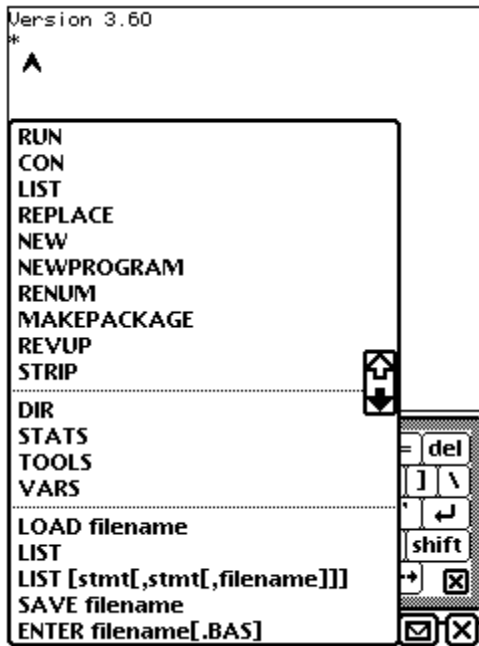 Version 3.60
*
RUN
CON
LIST
REPLACE
NEW
NEWPROGRAM
RENUM
MAKEPACKAGE
REVUP
STRIP
DIR
STATS
TOOLS
VARS
LOAD filename
LIST
LIST [stmt[,stmt[,filename]]]
SAVE filename
ENTER filename[.BAS]
= del
] \
'
shift